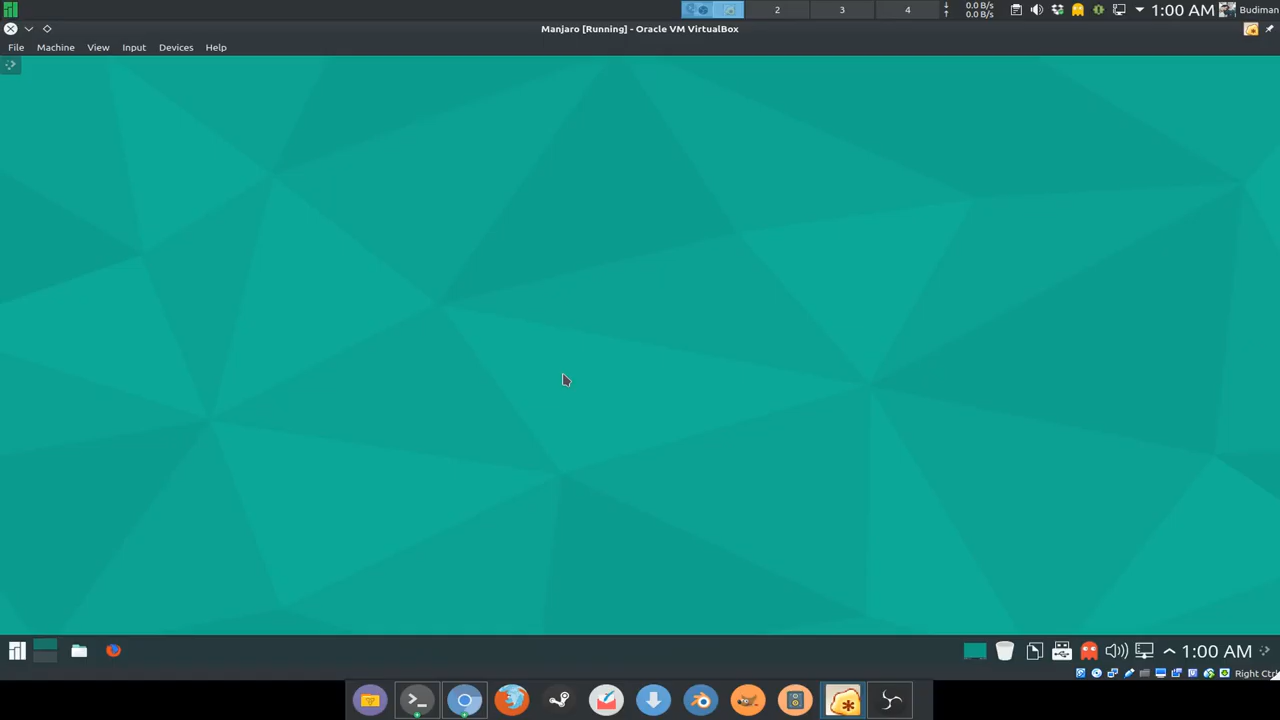 2
3
4
0.0 B/s
0.0 B/s
1:00 AM
Budiman
Manjaro [Running] - Oracle VM VirtualBox
File Machine View Input Devices Help
1:00 AM
Right Ctrl